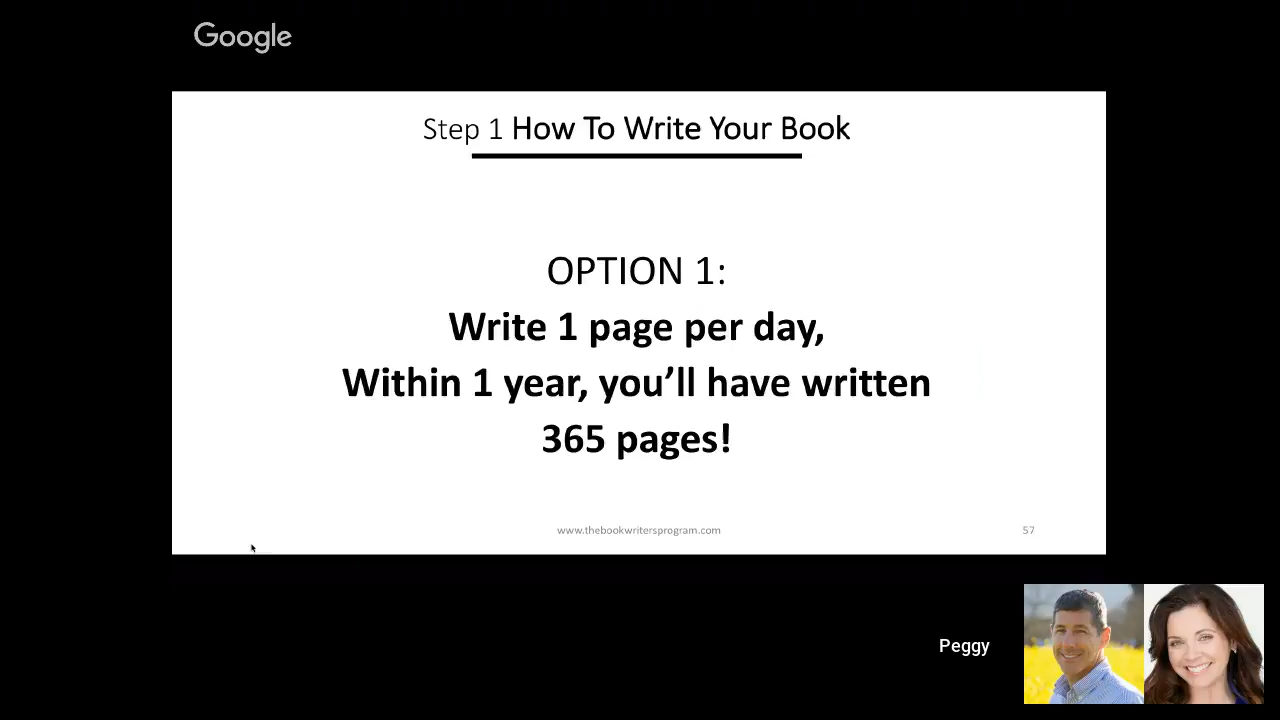 Google
Step 1 How To Write Your Book
OPTION 1:
Write 1 page per day,
Within 1 year, you’ll have written
365 pages!
www.thebookwritersprogram.com
57
Peggy